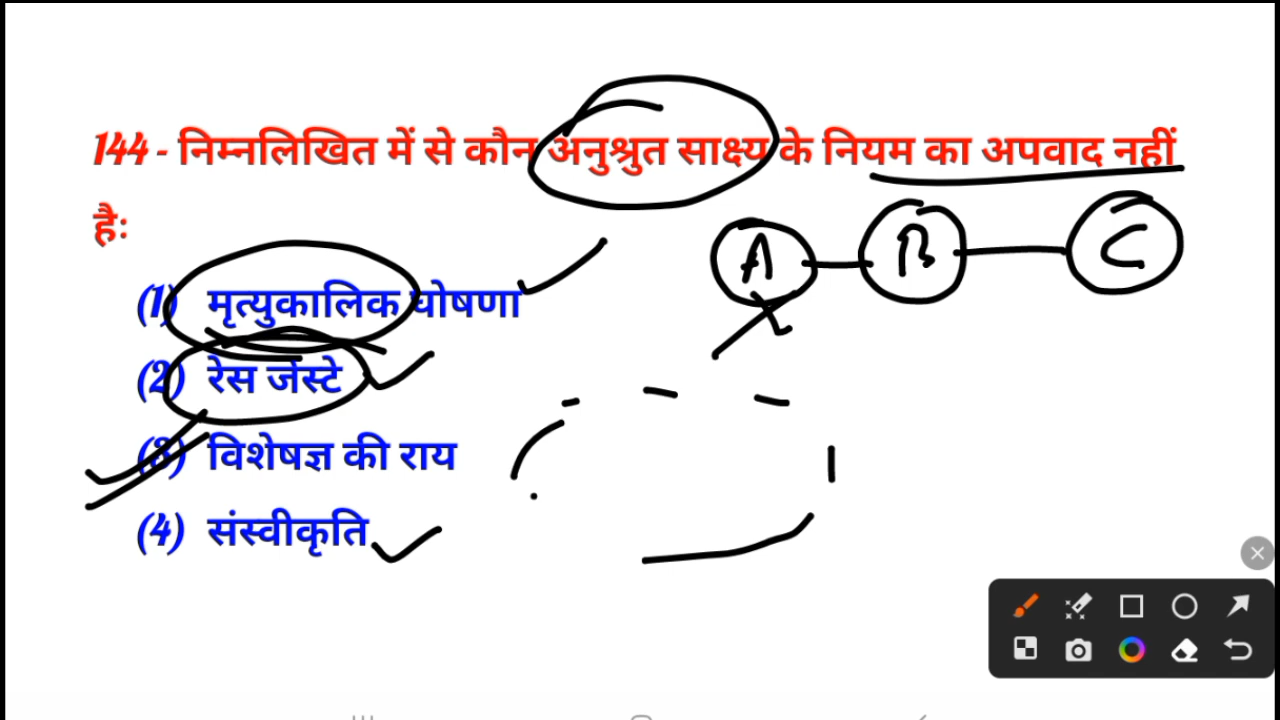 144 - निम्नलिखित में से कौन अनुश्रुत साक्ष्य के नियम का अपवाद नहीं
है:
A B C
(1) मृत्युकालिक घोषणा
(2) रेस जेस्टे
(3) विशेषज्ञ की राय
(4) संस्वीकृति